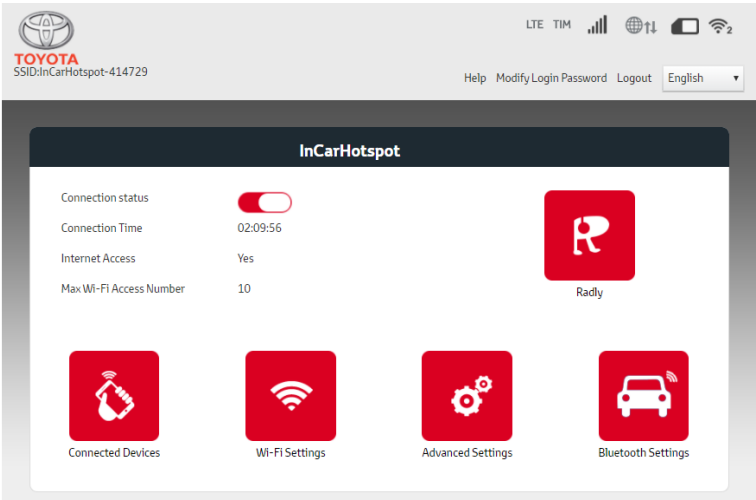 LTE TIM 2
TOYOTA
SSID:InCarHotspot-414729
Help Modify Login Password Logout English
InCarHotspot
Connection status
Connection Time 02:09:56
Internet Access Yes
Max Wi-Fi Access Number 10
R
Radly
Connected Devices Wi-Fi Settings Advanced Settings Bluetooth Settings